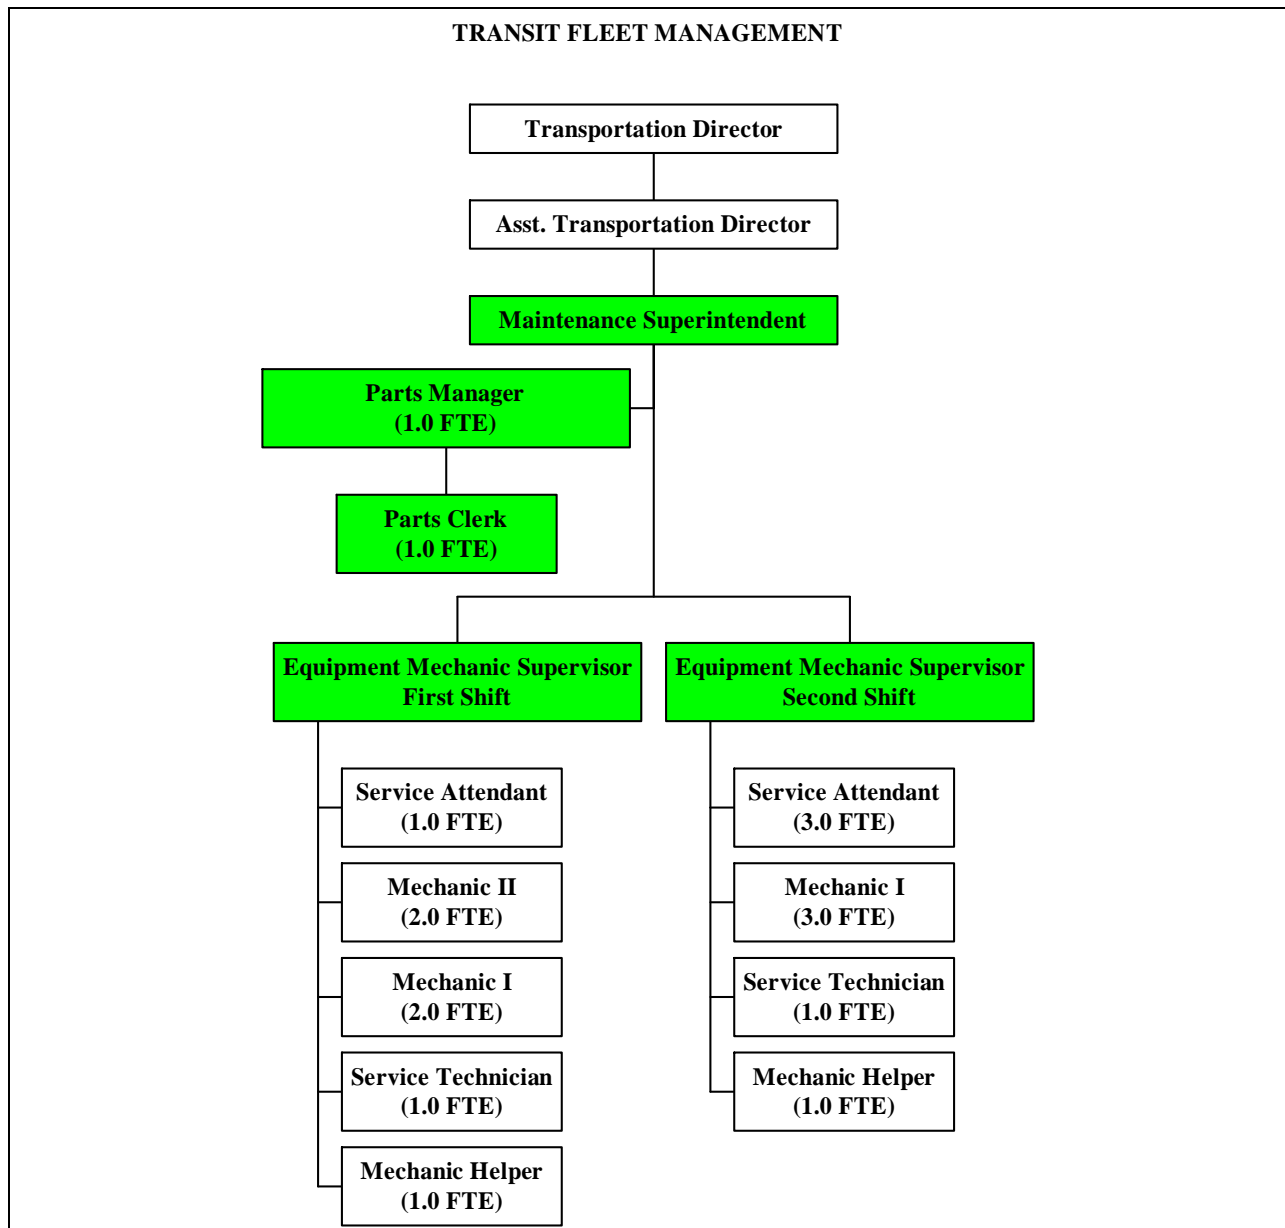 TRANSIT FLEET MANAGEMENT
Transportation Director
Asst. Transportation Director
Maintenance Superintendent
Parts Manager
(1.0 FTE)
Parts Clerk
(1.0 FTE)
Equipment Mechanic Supervisor
First Shift
Service Attendant
(1.0 FTE)
Mechanic II
(2.0 FTE)
Mechanic I
(2.0 FTE)
Service Technician
(1.0 FTE)
Mechanic Helper
(1.0 FTE)
Equipment Mechanic Supervisor
Second Shift
Service Attendant
(3.0 FTE)
Mechanic I
(3.0 FTE)
Service Technician
(1.0 FTE)
Mechanic Helper
(1.0 FTE)